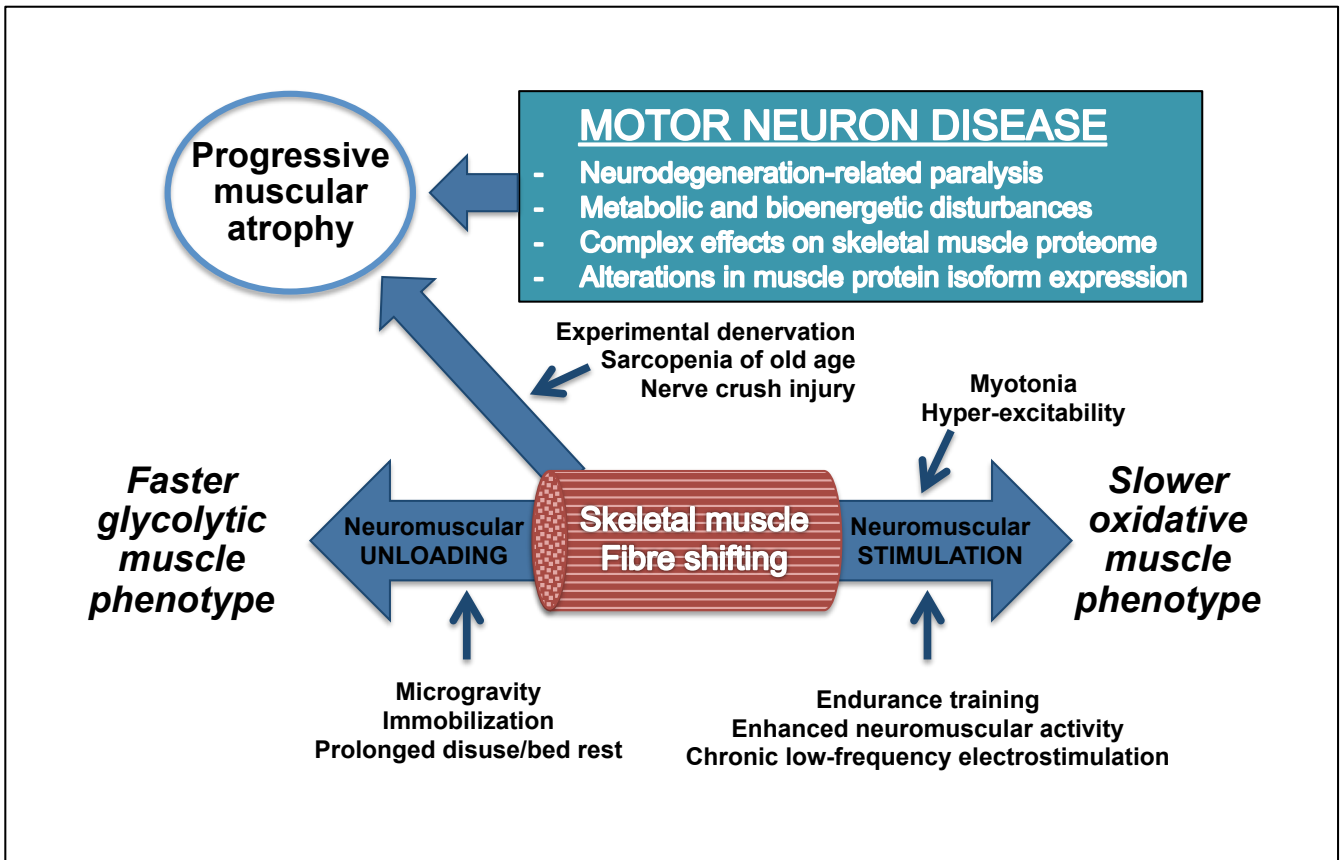 Progressive
muscular
atrophy
MOTOR NEURON DISEASE
- Neurodegeneration-related paralysis
- Metabolic and bioenergetic disturbances
- Complex effects on skeletal muscle proteome
- Alterations in muscle protein isoform expression
Experimental denervation
Sarcopenia of old age
Nerve crush injury
Myotonia
Hyper-excitability
Faster
glycolytic
muscle
phenotype
Neuromuscular
UNLOADING
Skeletal muscle
Fibre shifting
Neuromuscular
STIMULATION
Slower
oxidative
muscle
phenotype
Microgravity
Immobilization
Prolonged disuse/bed rest
Endurance training
Enhanced neuromuscular activity
Chronic low-frequency electrostimulation